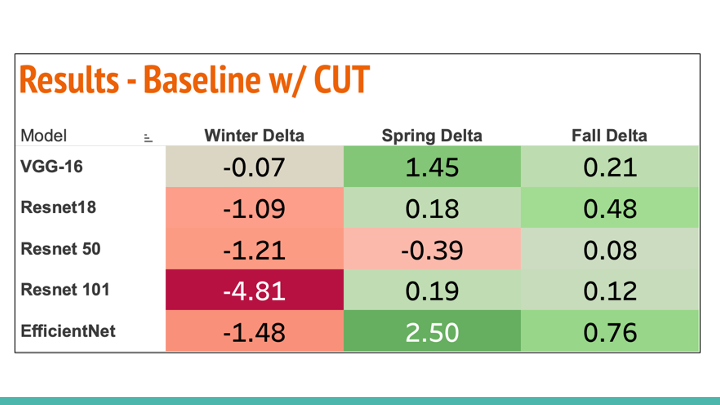 Results - Baseline w/ CUT
Model Winter Delta Spring Delta Fall Delta
VGG-16 -0.07 1.45 0.21
Resnet18 -1.09 0.18 0.48
Resnet 50 -1.21 -0.39 0.08
Resnet 101 -4.81 0.19 0.12
EfficientNet -1.48 2.50 0.76